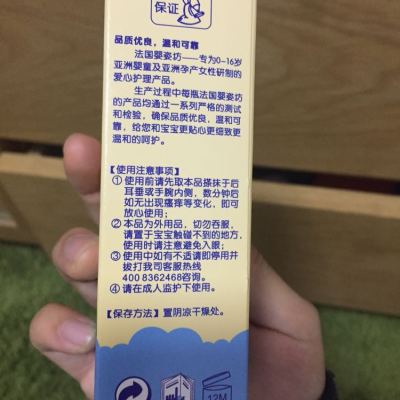 保证
品质优良，温和可靠
法国婴姿坊——专为0-16岁
亚洲婴童及亚洲孕产女性研制的
爱心护理产品。
生产过程中每瓶法国婴姿坊
的产品均通过一系列严格的测试
和检验，确保品质优良，温和可
靠，给您和宝宝更贴心更细致更
温和的呵护。
【使用注意事项】
① 使用前请先取本品搽抹于后
耳垂或手腕内侧，数分钟后
如无出现瘙痒等变化，即可
放心使用；
② 本品为外用品，切勿吞服，
请置于宝宝触碰不到的地方，
使用时请注意避免入眼；
③ 使用中如有不适请即停用并
拔打我司客服热线
400 8362468咨询。
④ 请在成人监护下使用。
【保存方法】置阴凉干燥处。
12M